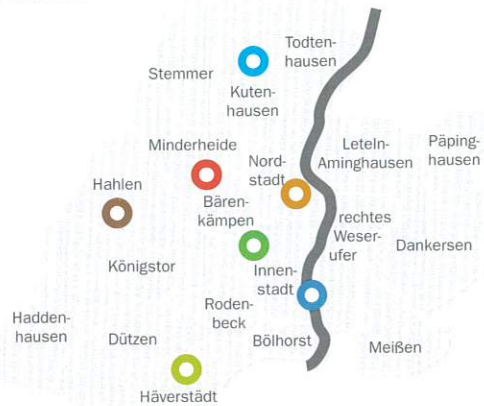 Todten-
hausen
Stemmer
Kuten-
hausen
Minderheide
Nord-
stadt
Leteln-
Aminghausen
Päping-
hausen
Hahlen
Bären-
kämpen
rechtes
Weser-
ufer
Dankersen
Königstor
Innen-
stadt
Roden-
beck
Hadden-
hausen
Dützen
Bölhorst
Meißen
Häverstädt